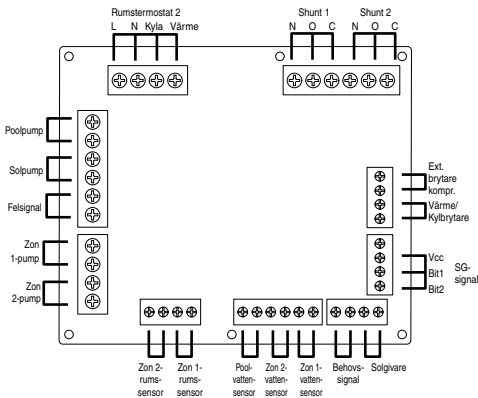 Rumstermostat 2
L N Kyla Värme
Shunt 1 Shunt 2
N O C N O C
Poolpump
Solpump
Felsignal
Zon
1-pump
Zon
2-pump
Ext.
brytare
kompr.
Värme/
Kylbrytare
Vcc
Bit1
Bit2
SG-
signal
Zon 2-
rums-
sensor
Zon 1-
rums-
sensor
Pool-
vatten-
sensor
Zon 2-
vatten-
sensor
Zon 1-
vatten-
sensor
Behovs-
signal
Solgivare